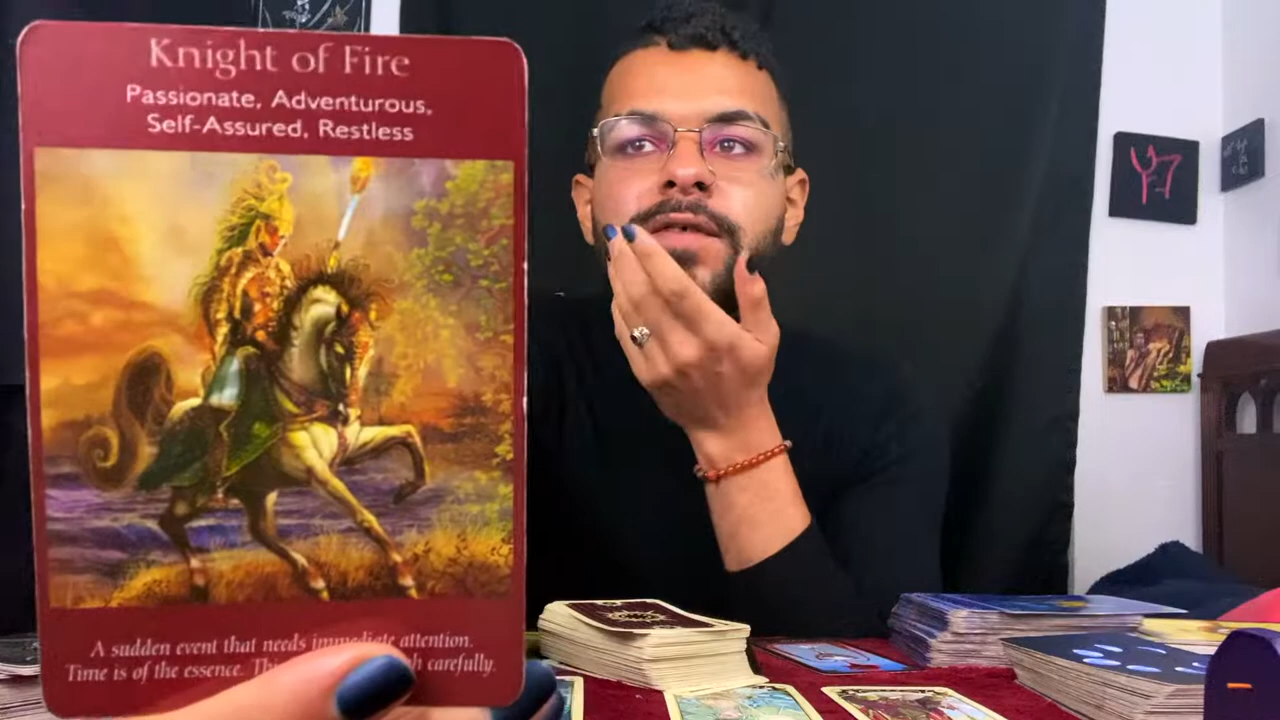 Knight of Fire
Passionate, Adventurous,
Self-Assured, Restless
A sudden event that needs immediate attention.
Time is of the essence. carefully.